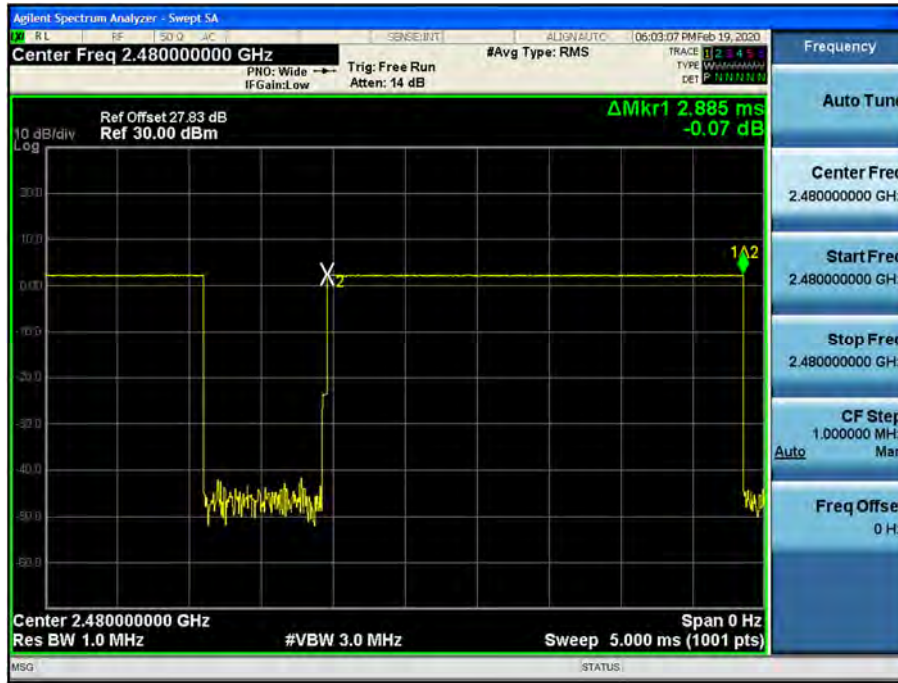 Agilent Spectrum Analyzer - Swept SA
RL RF 50 Ω AC SENSE:INT ALIGN AUTO 06:03:07 PM Feb 19, 2020
Center Freq 2.480000000 GHz
#Avg Type: RMS
TRACE 1 2 3 4 5 6
PNO: Wide
Trig: Free Run
TYPE
IFGain:Low
Atten: 14 dB
DET P N N N N N
Frequency
Auto Tune
ΔMkr1 2.885 ms
-0.07 dB
Ref Offset 27.83 dB
10 dB/div Ref 30.00 dBm
Log
20.0
10.0
0.00
-10.0
-20.0
-30.0
-40.0
-50.0
-60.0
1Δ2
X2
Center Freq
2.480000000 GHz
Start Freq
2.480000000 GHz
Stop Freq
2.480000000 GHz
CF Step
1.000000 MHz
Auto Man
Freq Offset
0 Hz
Center 2.480000000 GHz
Span 0 Hz
Res BW 1.0 MHz
#VBW 3.0 MHz
Sweep 5.000 ms (1001 pts)
MSG
STATUS